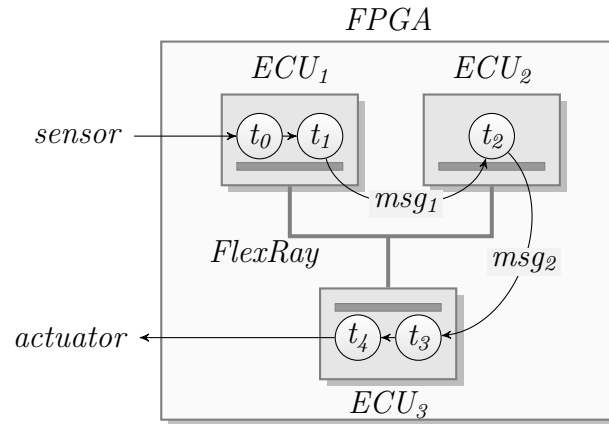 FPGA
ECU₁
ECU₂
sensor
t₀
t₁
t₂
msg₁
FlexRay
msg₂
actuator
t₄
t₃
ECU₃